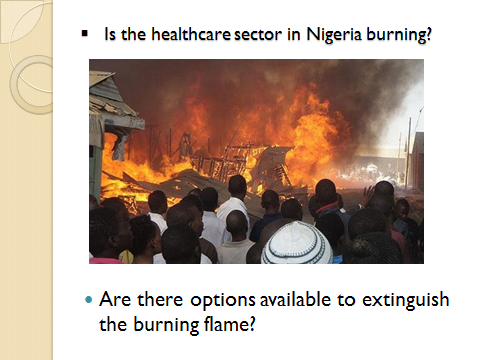 Is the healthcare sector in Nigeria burning?
Are there options available to extinguish
the burning flame?